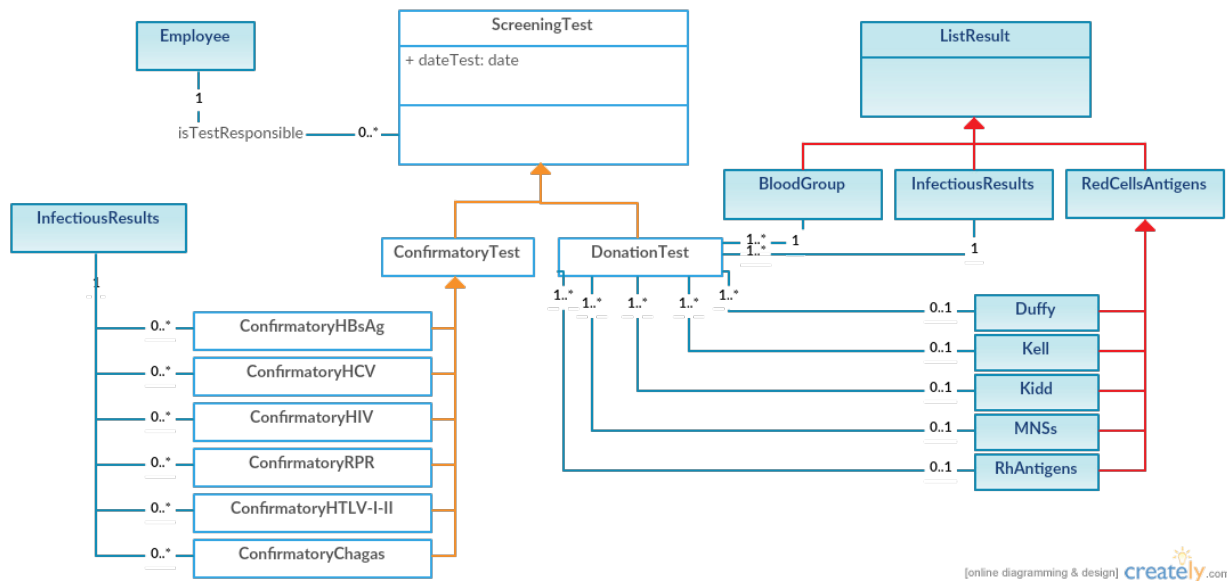 Employee
1
isTestResponsible
0..*
ScreeningTest
+ dateTest: date
ListResult
BloodGroup
InfectiousResults
RedCellsAntigens
InfectiousResults
1
ConfirmatoryTest
DonationTest
1..*
1
1..*
1
1..*
1..*
1..*
1..*
1..*
0..*
ConfirmatoryHBsAg
0..*
ConfirmatoryHCV
0..*
ConfirmatoryHIV
0..*
ConfirmatoryRPR
0..*
ConfirmatoryHTLV-I-II
0..*
ConfirmatoryChagas
0..1
Duffy
0..1
Kell
0..1
Kidd
0..1
MNSs
0..1
RhAntigens
[online diagramming & design] creately.com